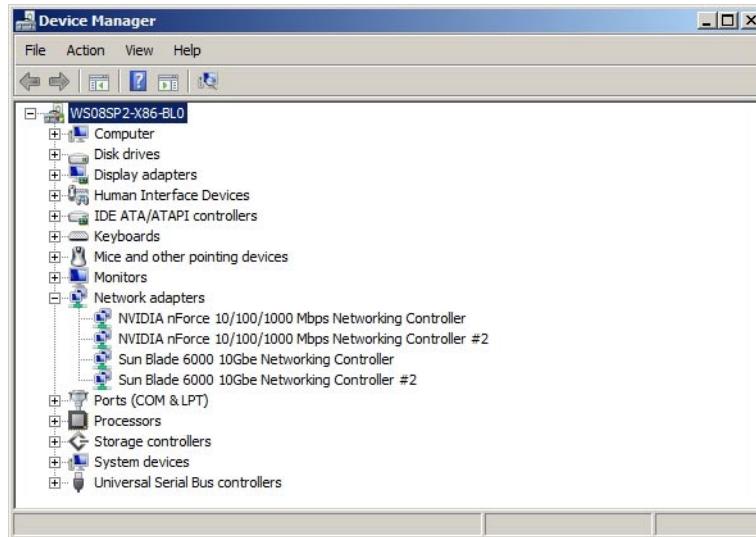 Device Manager
File Action View Help
WS08SP2-X86-BL0
Computer
Disk drives
Display adapters
Human Interface Devices
IDE ATA/ATAPI controllers
Keyboards
Mice and other pointing devices
Monitors
Network adapters
NVIDIA nForce 10/100/1000 Mbps Networking Controller
NVIDIA nForce 10/100/1000 Mbps Networking Controller #2
Sun Blade 6000 10Gbe Networking Controller
Sun Blade 6000 10Gbe Networking Controller #2
Ports (COM & LPT)
Processors
Storage controllers
System devices
Universal Serial Bus controllers